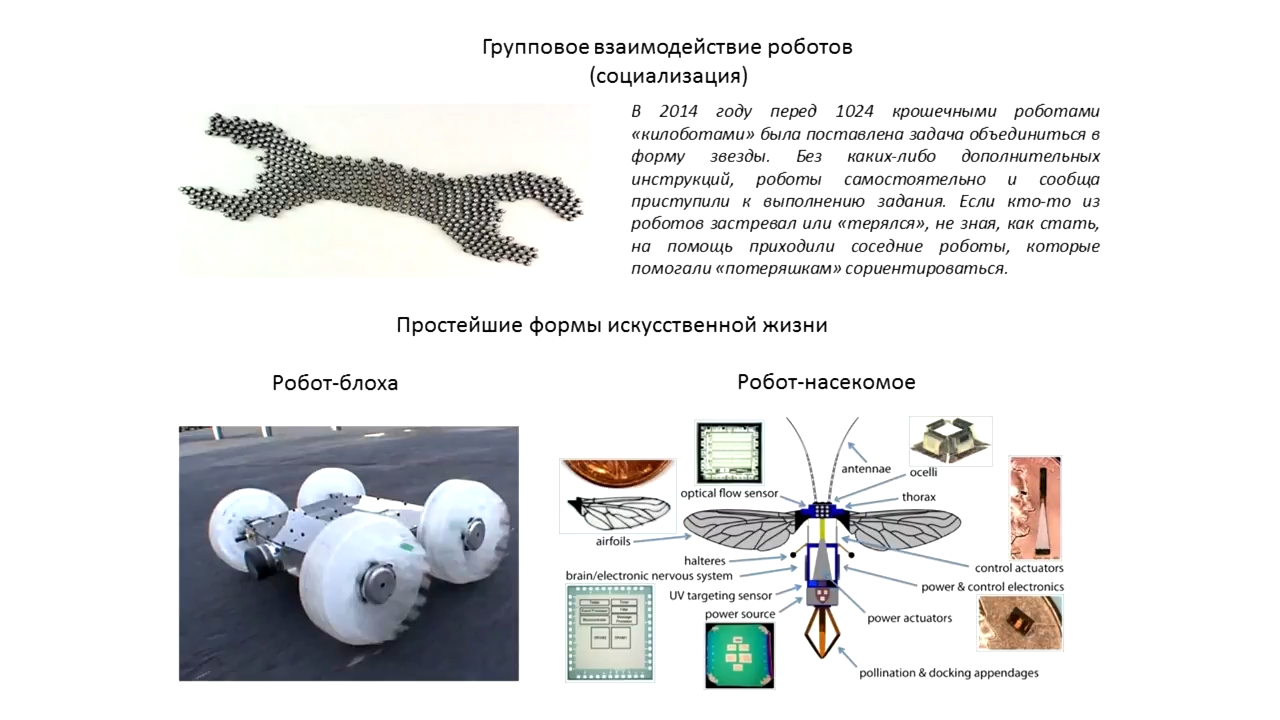 Групповое взаимодействие роботов
(социализация)
В 2014 году перед 1024 крошечными роботами
«килоботами» была поставлена задача объединиться в
форму звезды. Без каких-либо дополнительных
инструкций, роботы самостоятельно и сообща
приступили к выполнению задания. Если кто-то из
роботов застревал или «терялся», не зная, как стать,
на помощь приходили соседние роботы, которые
помогали «потеряшкам» сориентироваться.
Простейшие формы искусственной жизни
Робот-блоха
Робот-насекомое
antennae
ocelli
optical flow sensor
thorax
airfoils
halteres
control actuators
brain/electronic nervous system
power & control electronics
UV targeting sensor
power source
power actuators
pollination & docking appendages